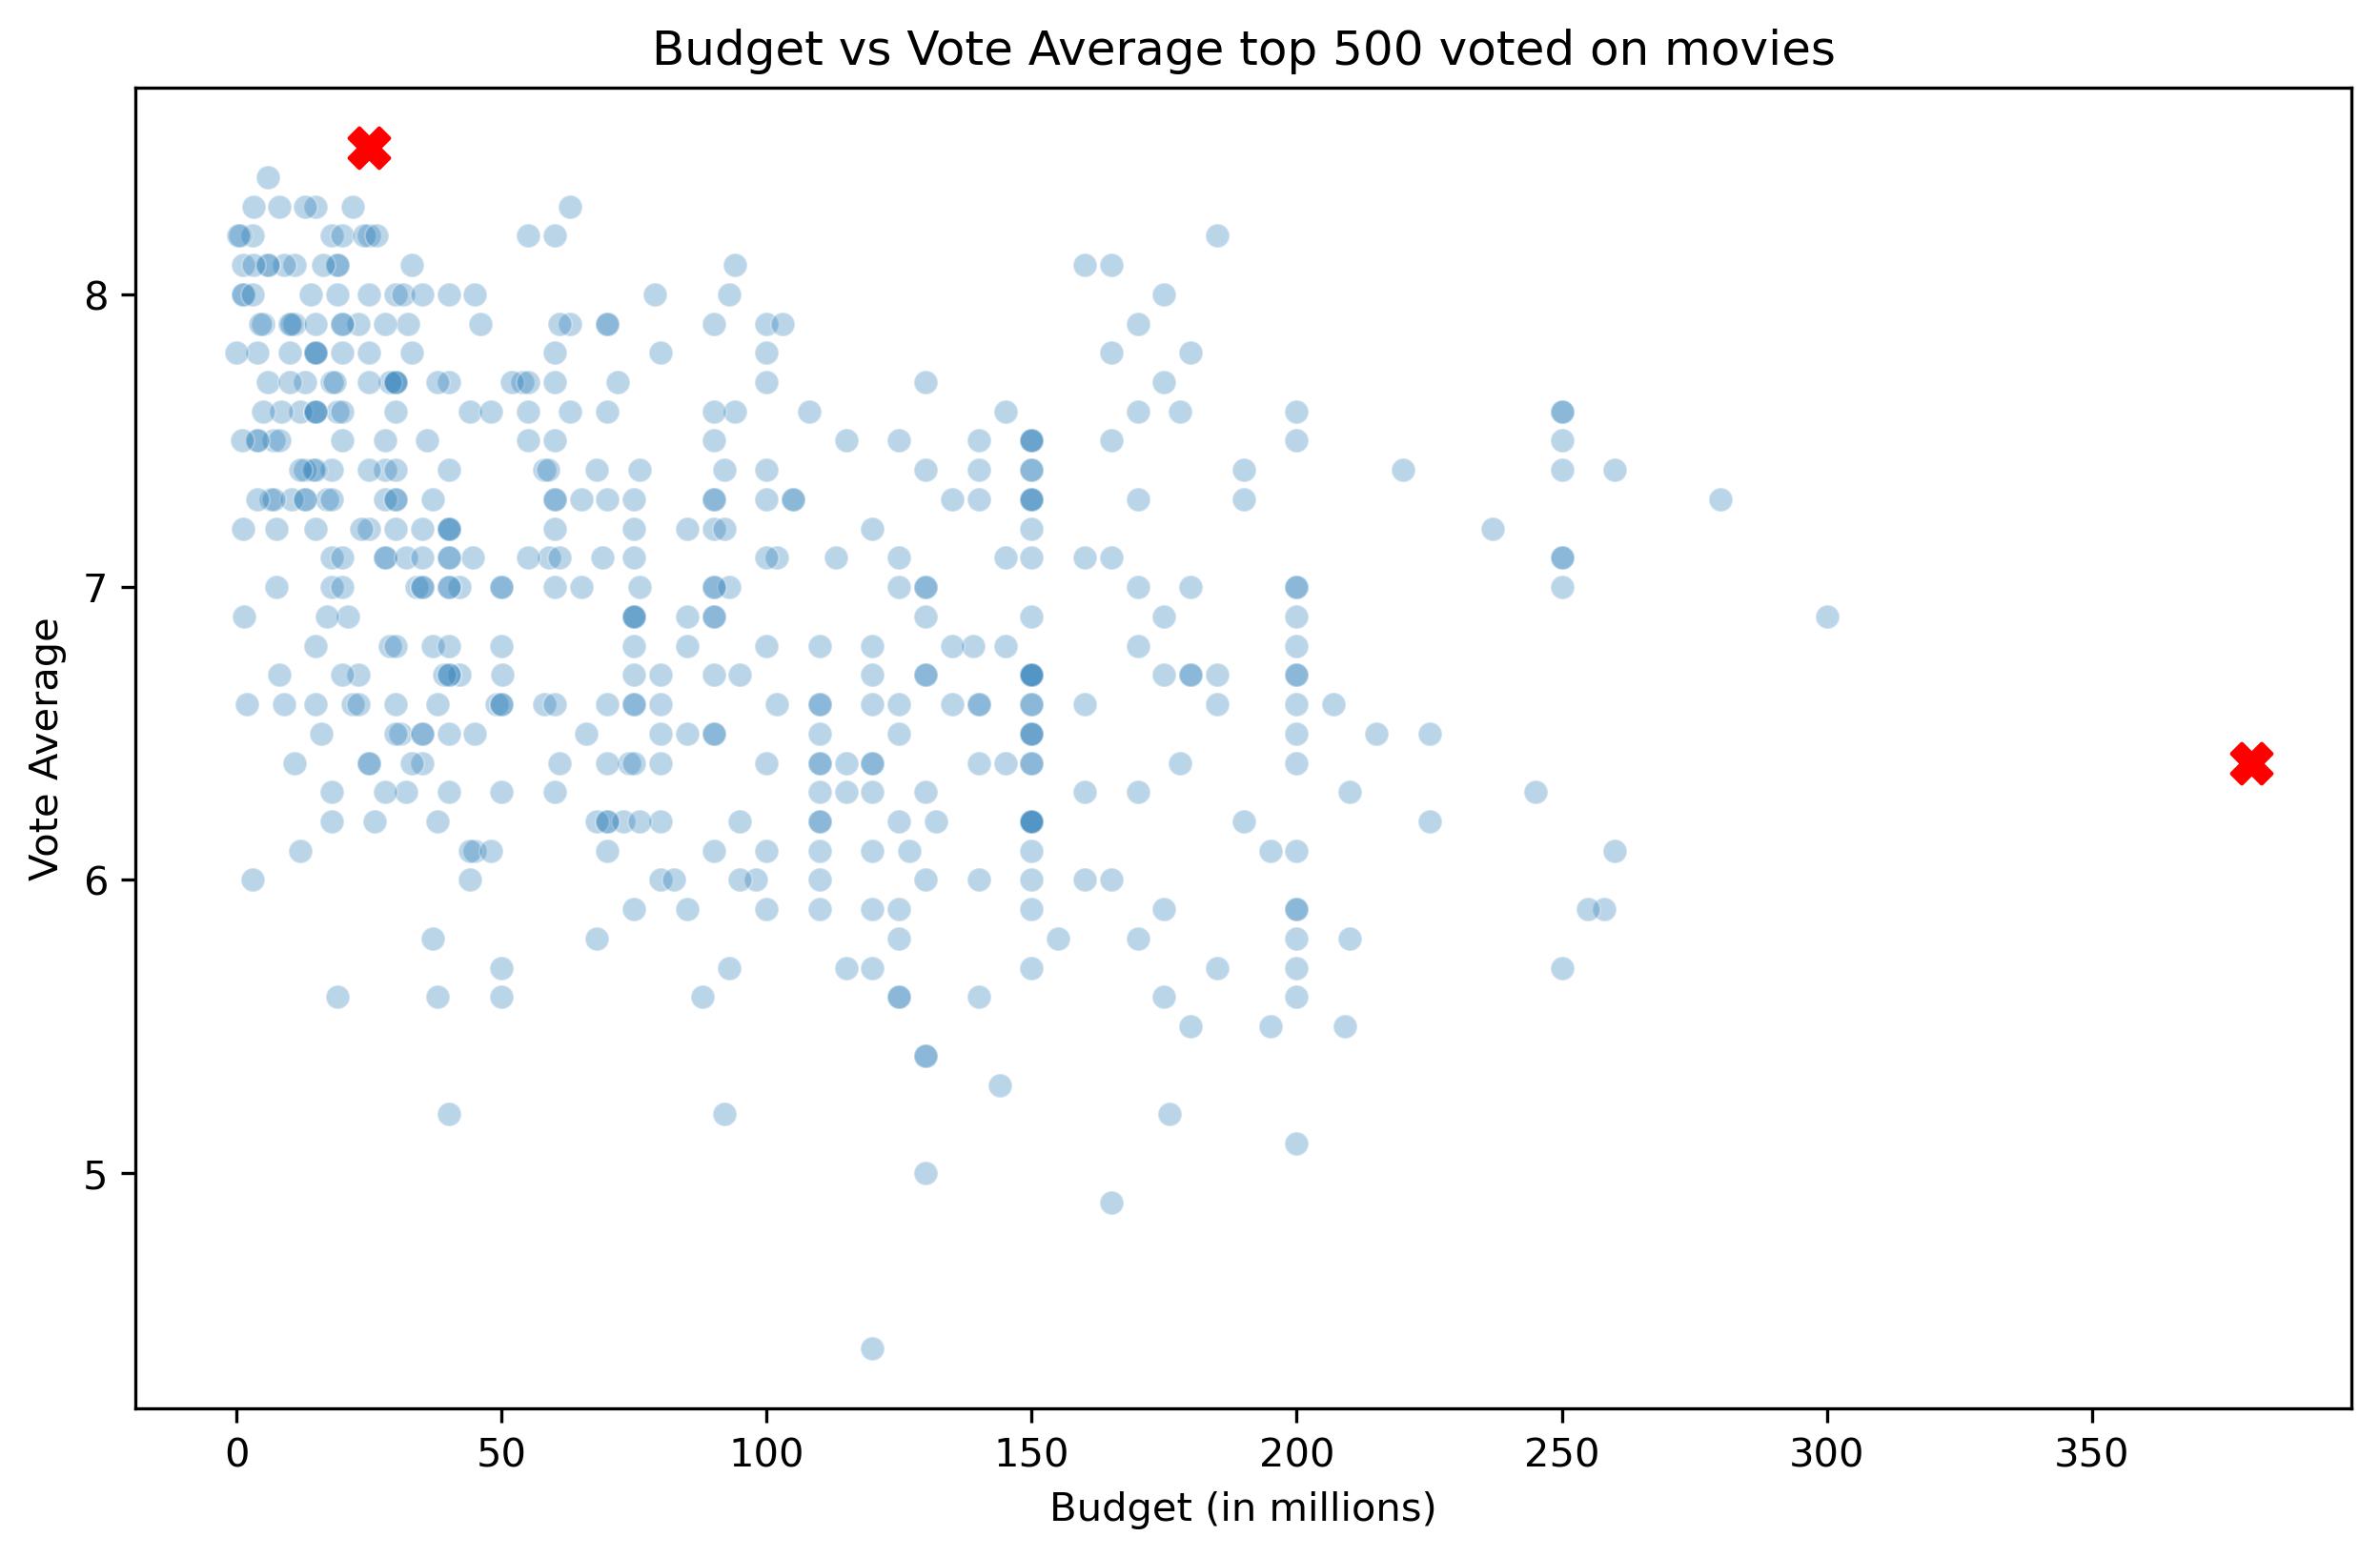 Budget vs Vote Average top 500 voted on movies
Vote Average
8
7
6
5
0 50 100 150 200 250 300 350
Budget (in millions)